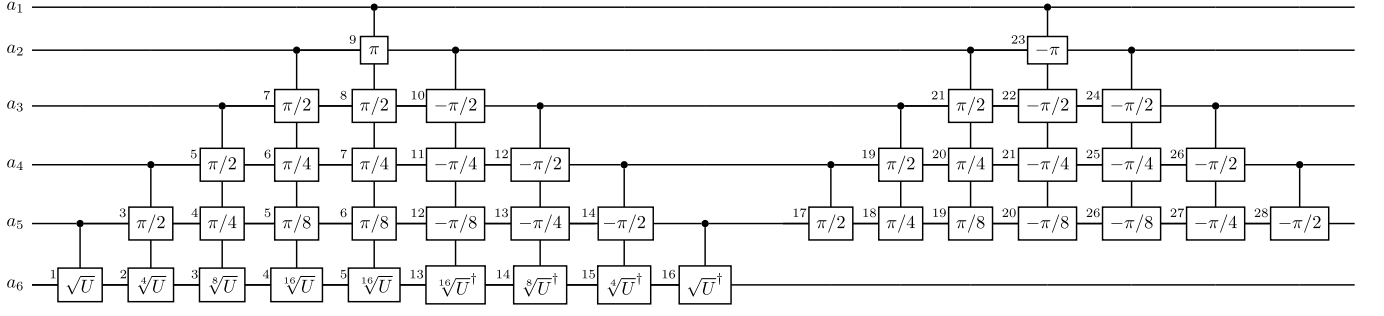 a₁
9 23
a₂ π −π
7 8 10 21 22 24
a₃ π/2 π/2 −π/2 π/2 −π/2 −π/2
5 6 7 11 12 19 20 21 25 26
a₄ π/2 π/4 π/4 −π/4 −π/2 π/2 π/4 −π/4 −π/4 −π/2
3 4 5 6 12 13 14 17 18 19 20 26 27 28
a₅ π/2 π/4 π/8 π/8 −π/8 −π/4 −π/2 π/2 π/4 π/8 −π/8 −π/8 −π/4 −π/2
1 2 3 4 5 13 14 15 16
a₆ √U ⁴√U ⁸√U ¹⁶√U ¹⁶√U ¹⁶√U† ⁸√U† ⁴√U† √U†